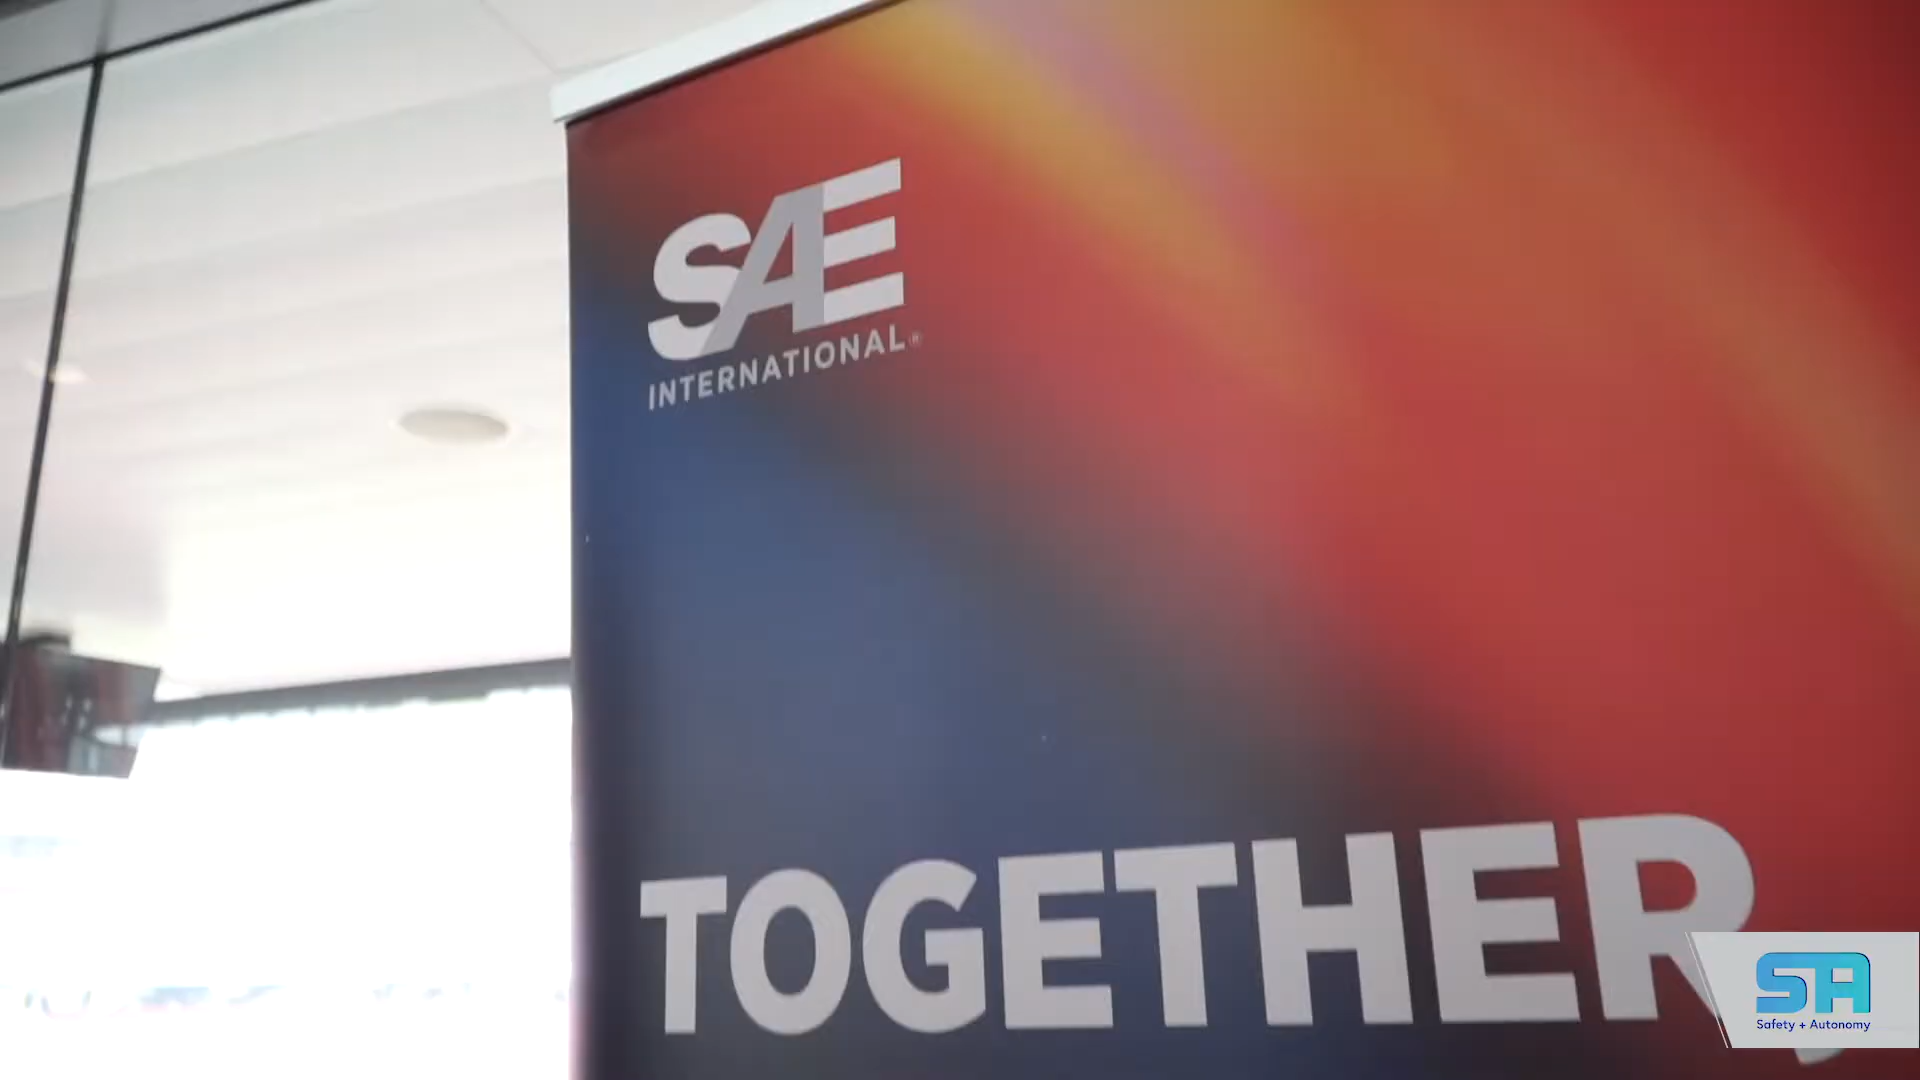 SAE
INTERNATIONAL®
TOGETHER,
SA
Safety + Autonomy